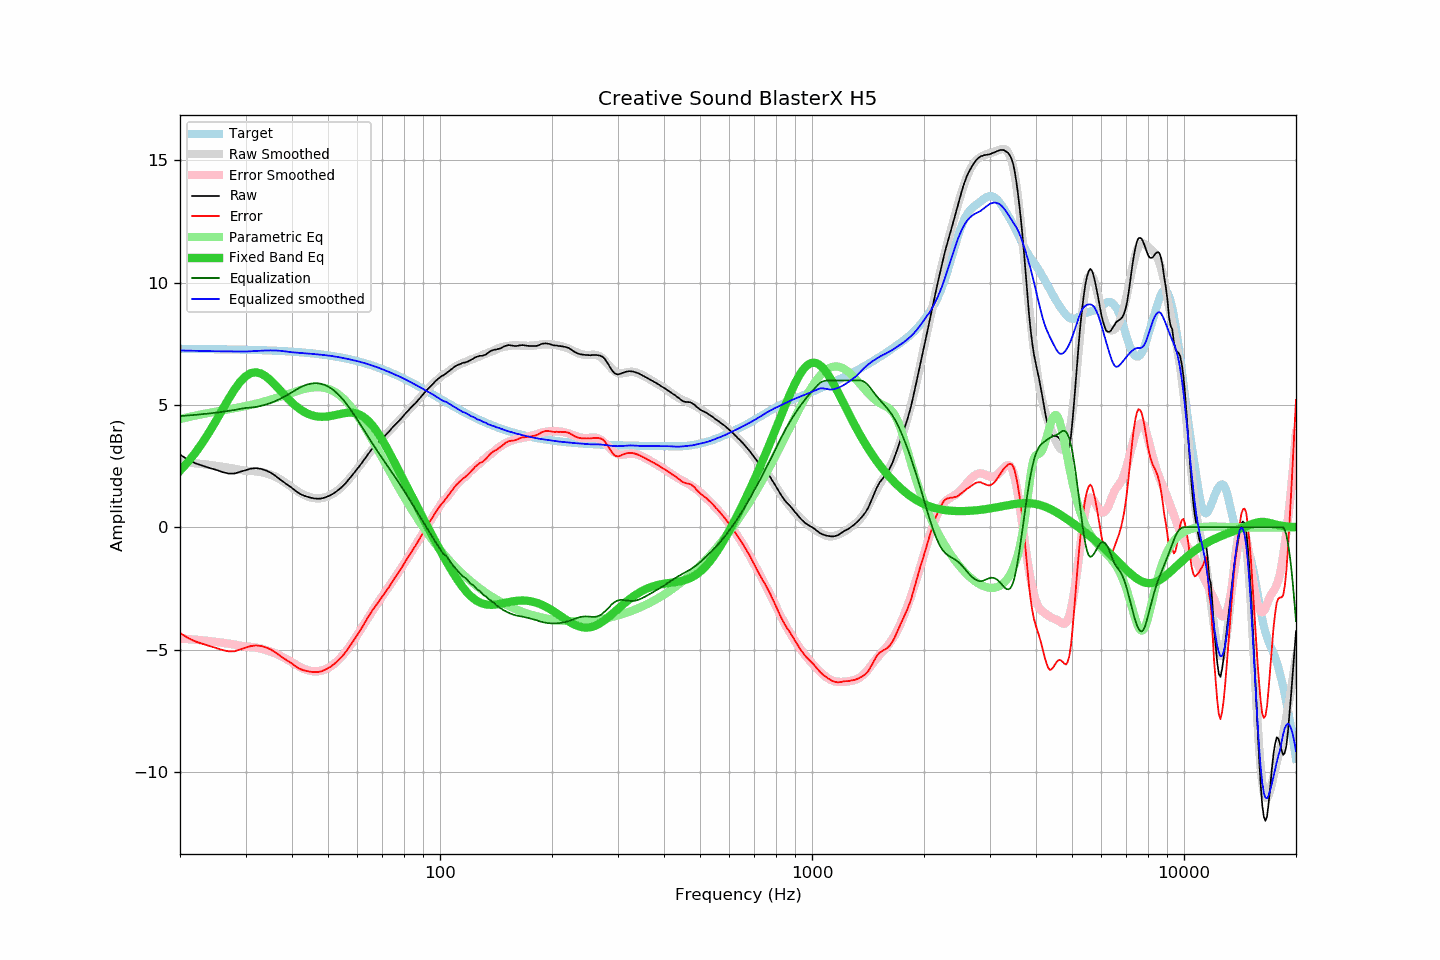 Creative Sound BlasterX H5
Target
Raw Smoothed
Error Smoothed
Raw
Error
Parametric Eq
Fixed Band Eq
Equalization
Equalized smoothed
15
10
5
0
−5
−10
Amplitude (dBr)
100
1000
10000
Frequency (Hz)